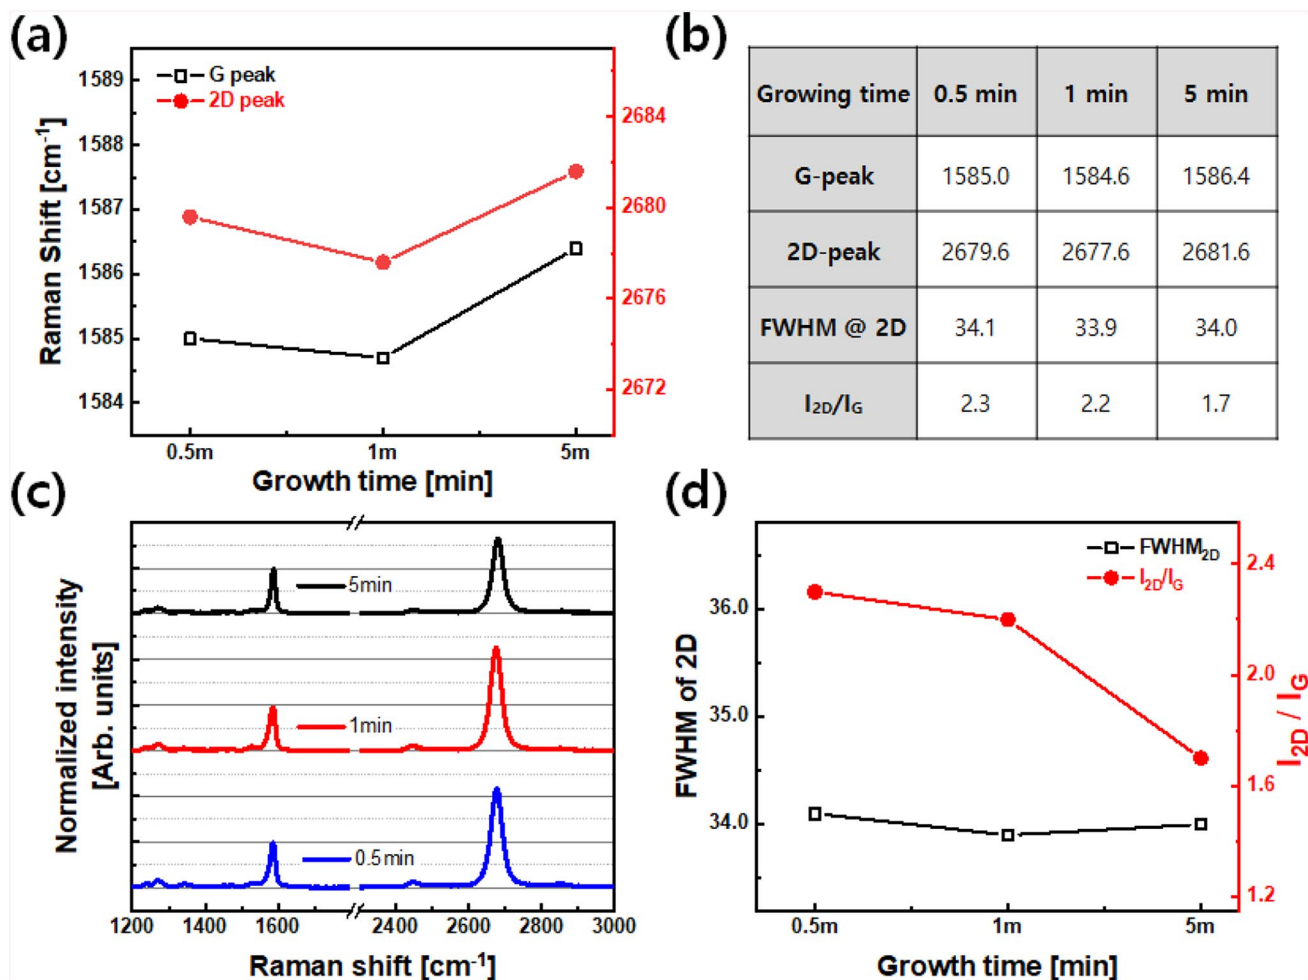 (a)
G peak
2D peak
1589
1588
1587
1586
1585
1584
Raman Shift [cm-1]
2684
2680
2676
2672
0.5m 1m 5m
Growth time [min]
(b)
Growing time 0.5 min 1 min 5 min
G-peak 1585.0 1584.6 1586.4
2D-peak 2679.6 2677.6 2681.6
FWHM @ 2D 34.1 33.9 34.0
I2D/IG 2.3 2.2 1.7
(c)
Normalized intensity
[Arb. units]
5min
1min
0.5min
1200 1400 1600 2400 2600 2800 3000
Raman shift [cm-1]
(d)
FWHM2D
I2D/IG
36.0
35.0
34.0
FWHM of 2D
2.4
2.0
1.6
1.2
I2D / IG
0.5m 1m 5m
Growth time [min]